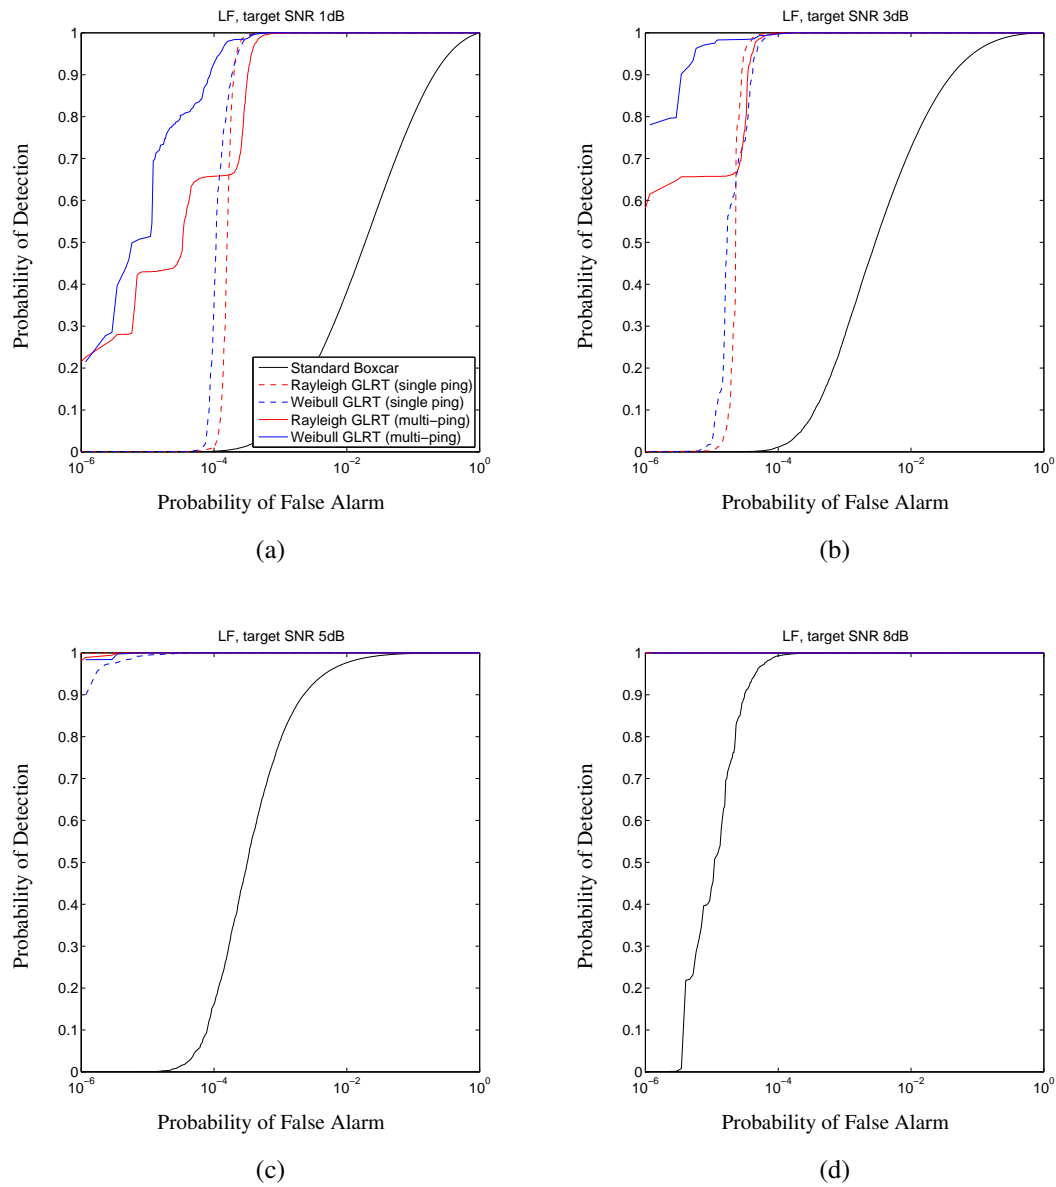 LF, target SNR 1dB
1
0.9
0.8
0.7
0.6
0.5
0.4
0.3
0.2
0.1
0
Probability of Detection
Standard Boxcar
Rayleigh GLRT (single ping)
Weibull GLRT (single ping)
Rayleigh GLRT (multi−ping)
Weibull GLRT (multi−ping)
10^−6 10^−4 10^−2 10^0
Probability of False Alarm
(a)
LF, target SNR 3dB
1
0.9
0.8
0.7
0.6
0.5
0.4
0.3
0.2
0.1
0
Probability of Detection
10^−6 10^−4 10^−2 10^0
Probability of False Alarm
(b)
LF, target SNR 5dB
1
0.9
0.8
0.7
0.6
0.5
0.4
0.3
0.2
0.1
0
Probability of Detection
10^−6 10^−4 10^−2 10^0
Probability of False Alarm
(c)
LF, target SNR 8dB
1
0.9
0.8
0.7
0.6
0.5
0.4
0.3
0.2
0.1
0
Probability of Detection
10^−6 10^−4 10^−2 10^0
Probability of False Alarm
(d)